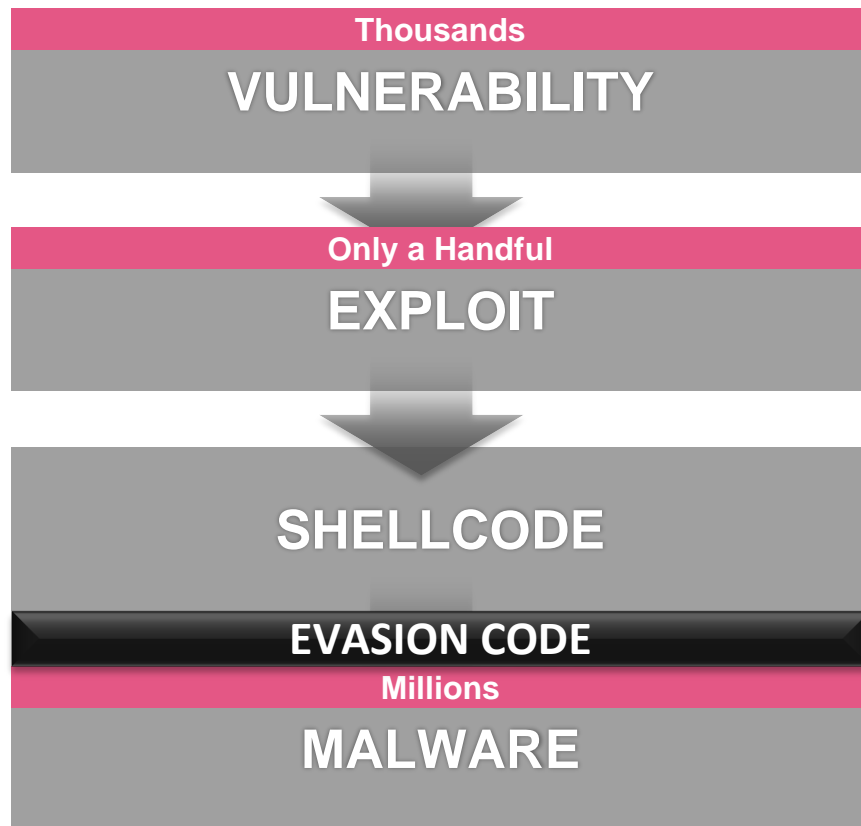 Thousands
VULNERABILITY
Only a Handful
EXPLOIT
SHELLCODE
EVASION CODE
Millions
MALWARE